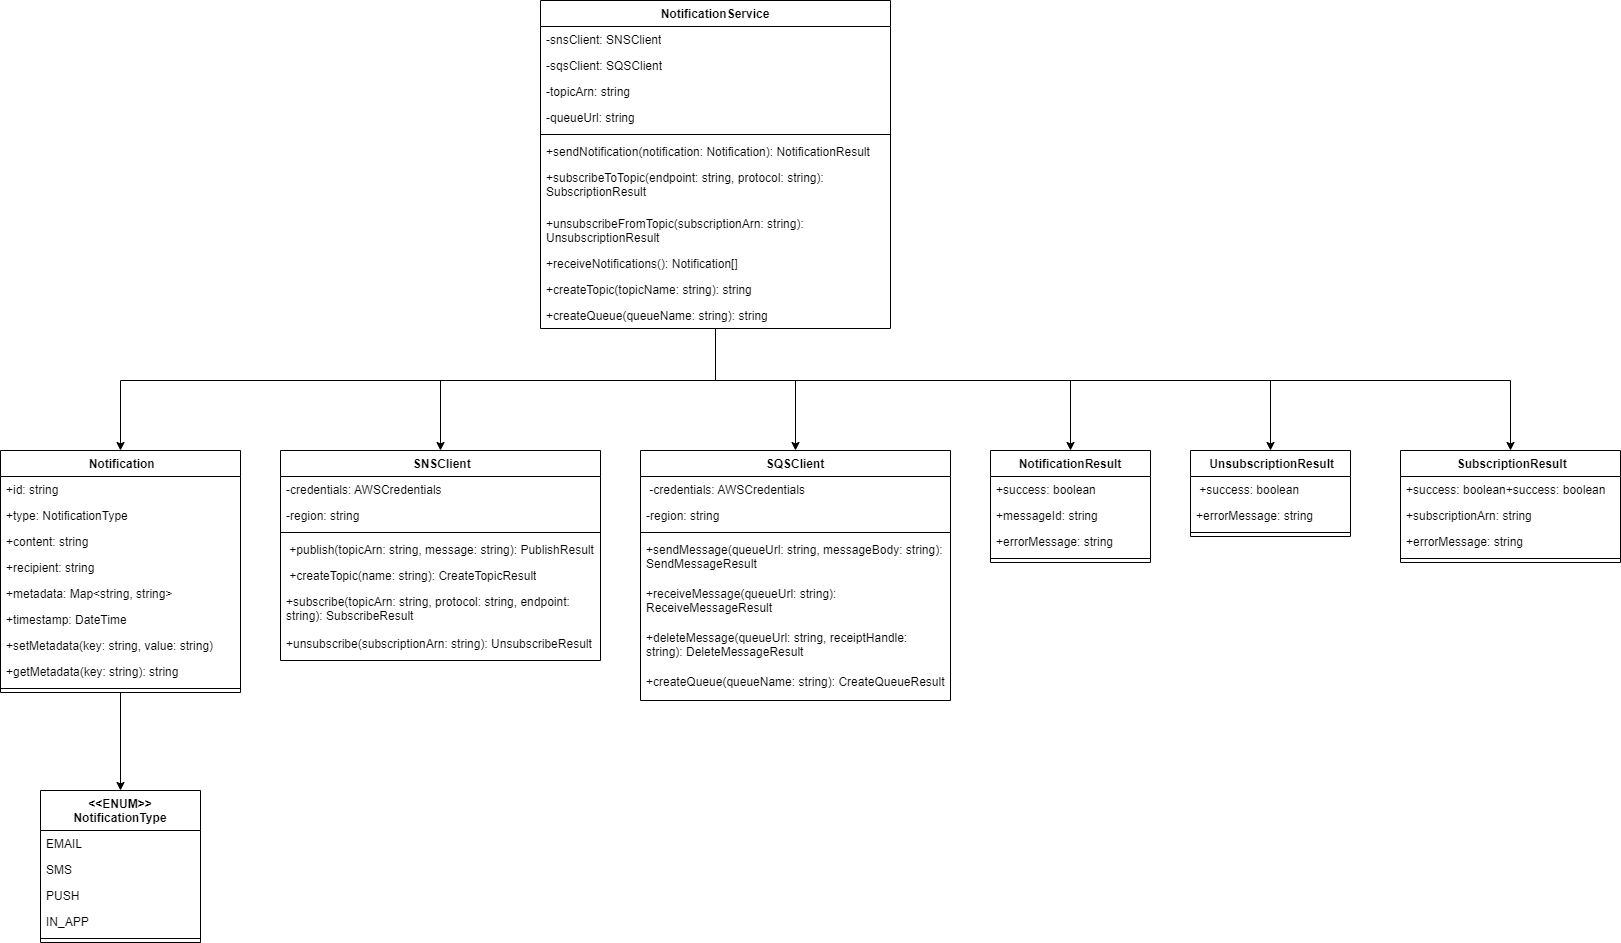 NotificationService
-snsClient: SNSClient
-sqsClient: SQSClient
-topicArn: string
-queueUrl: string
+sendNotification(notification: Notification): NotificationResult
+subscribeToTopic(endpoint: string, protocol: string):
SubscriptionResult
+unsubscribeFromTopic(subscriptionArn: string):
UnsubscriptionResult
+receiveNotifications(): Notification[]
+createTopic(topicName: string): string
+createQueue(queueName: string): string
Notification
+id: string
+type: NotificationType
+content: string
+recipient: string
+metadata: Map<string, string>
+timestamp: DateTime
+setMetadata(key: string, value: string)
+getMetadata(key: string): string
SNSClient
-credentials: AWSCredentials
-region: string
+publish(topicArn: string, message: string): PublishResult
+createTopic(name: string): CreateTopicResult
+subscribe(topicArn: string, protocol: string, endpoint:
string): SubscribeResult
+unsubscribe(subscriptionArn: string): UnsubscribeResult
SQSClient
-credentials: AWSCredentials
-region: string
+sendMessage(queueUrl: string, messageBody: string):
SendMessageResult
+receiveMessage(queueUrl: string):
ReceiveMessageResult
+deleteMessage(queueUrl: string, receiptHandle:
string): DeleteMessageResult
+createQueue(queueName: string): CreateQueueResult
NotificationResult
+success: boolean
+messageId: string
+errorMessage: string
UnsubscriptionResult
+success: boolean
+errorMessage: string
SubscriptionResult
+success: boolean+success: boolean
+subscriptionArn: string
+errorMessage: string
<<ENUM>>
NotificationType
EMAIL
SMS
PUSH
IN_APP